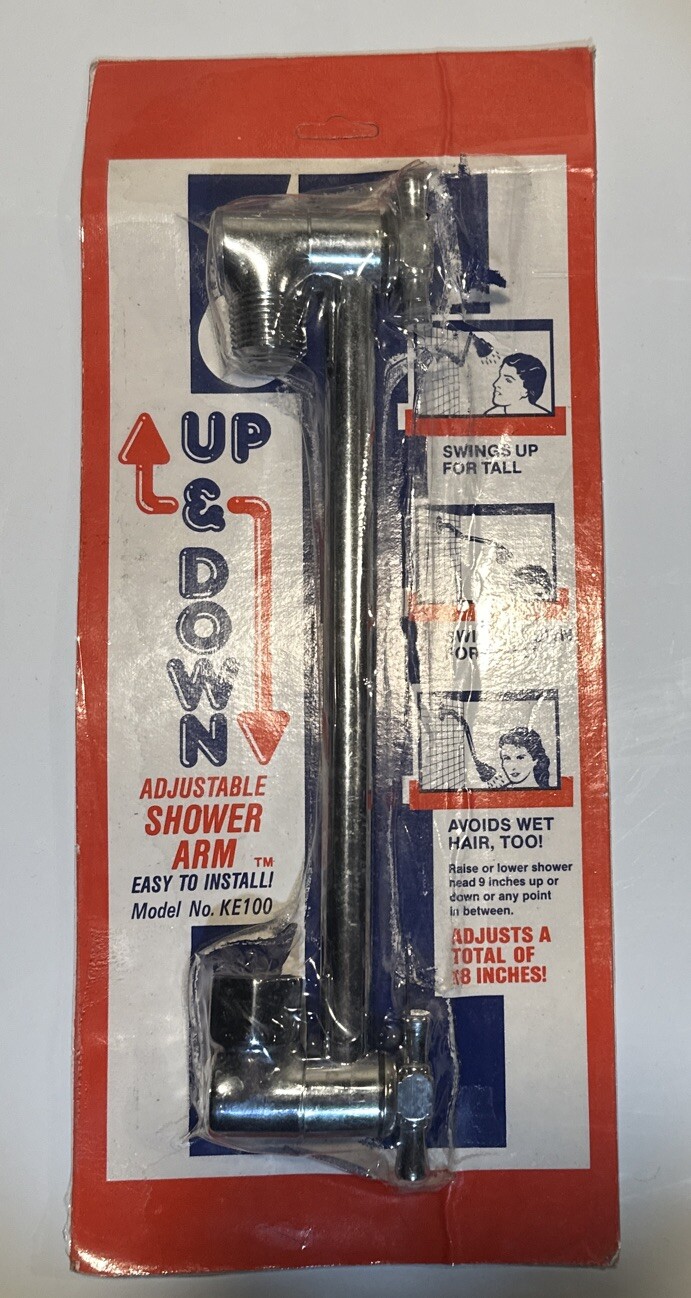 UP
&
DOWN
ADJUSTABLE
SHOWER
ARM ™
EASY TO INSTALL!
Model No. KE100
SWINGS UP
FOR TALL
AVOIDS WET
HAIR, TOO!
Raise or lower shower
head 9 inches up or
down or any point
in between.
ADJUSTS A
TOTAL OF
18 INCHES!